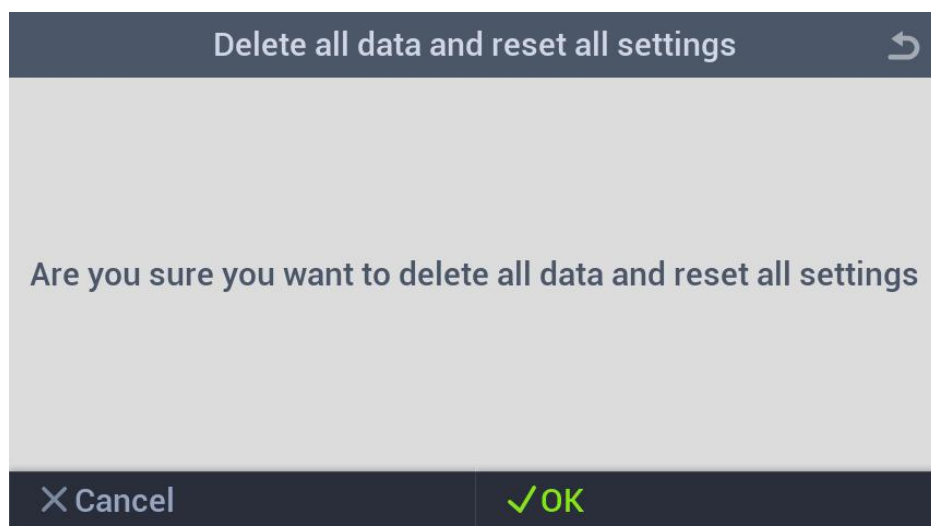 Delete all data and reset all settings
Are you sure you want to delete all data and reset all settings
Cancel
OK